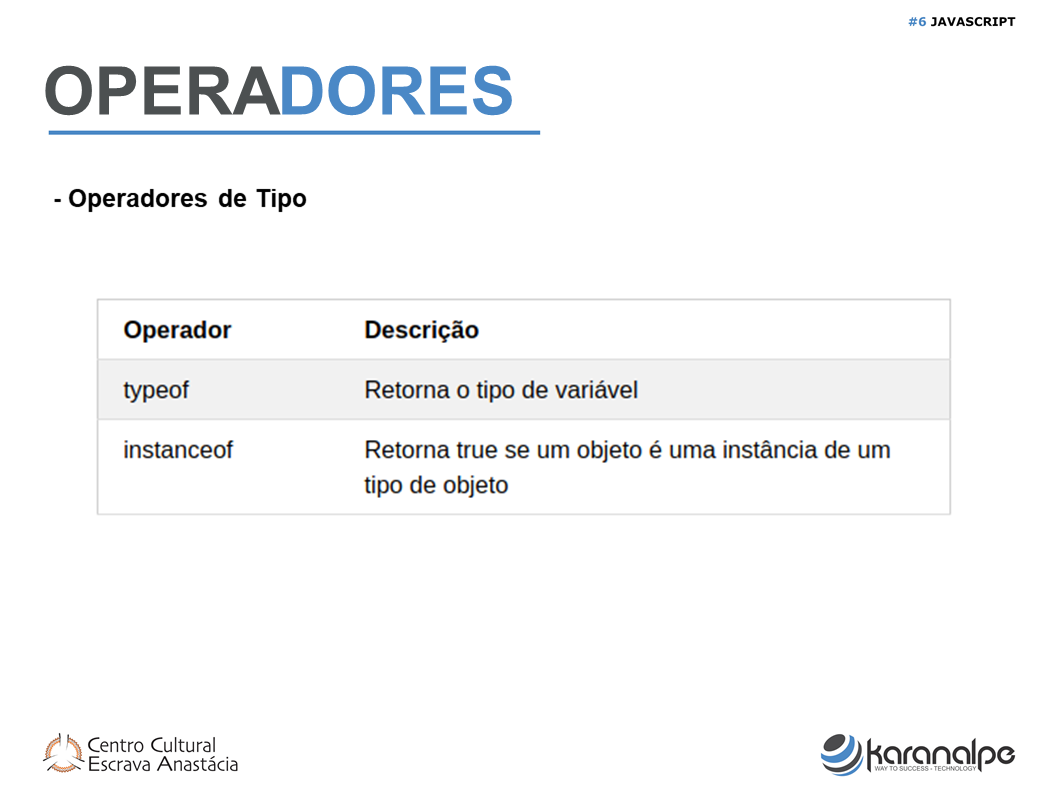 #6 JAVASCRIPT
OPERADORES
- Operadores de Tipo
Operador Descrição
typeof Retorna o tipo de variável
instanceof Retorna true se um objeto é uma instância de um
tipo de objeto
Centro Cultural
Escrava Anastácia
karanalpe
WAY TO SUCCESS - TECHNOLOGY